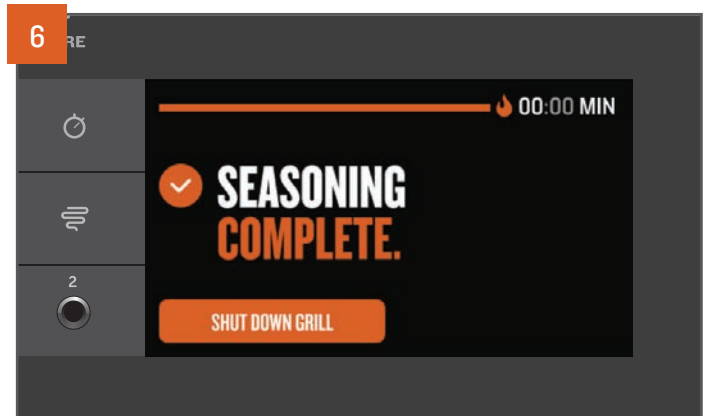 6
RE
00:00 MIN
SEASONING
COMPLETE.
2
SHUT DOWN GRILL